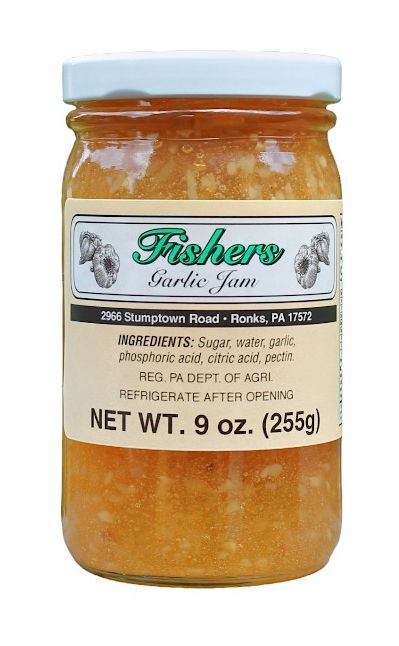 Fishers
Garlic Jam
2966 Stumptown Road • Ronks, PA 17572
INGREDIENTS: Sugar, water, garlic,
phosphoric acid, citric acid, pectin.
REG. PA DEPT. OF AGRI.
REFRIGERATE AFTER OPENING
NET WT. 9 oz. (255g)